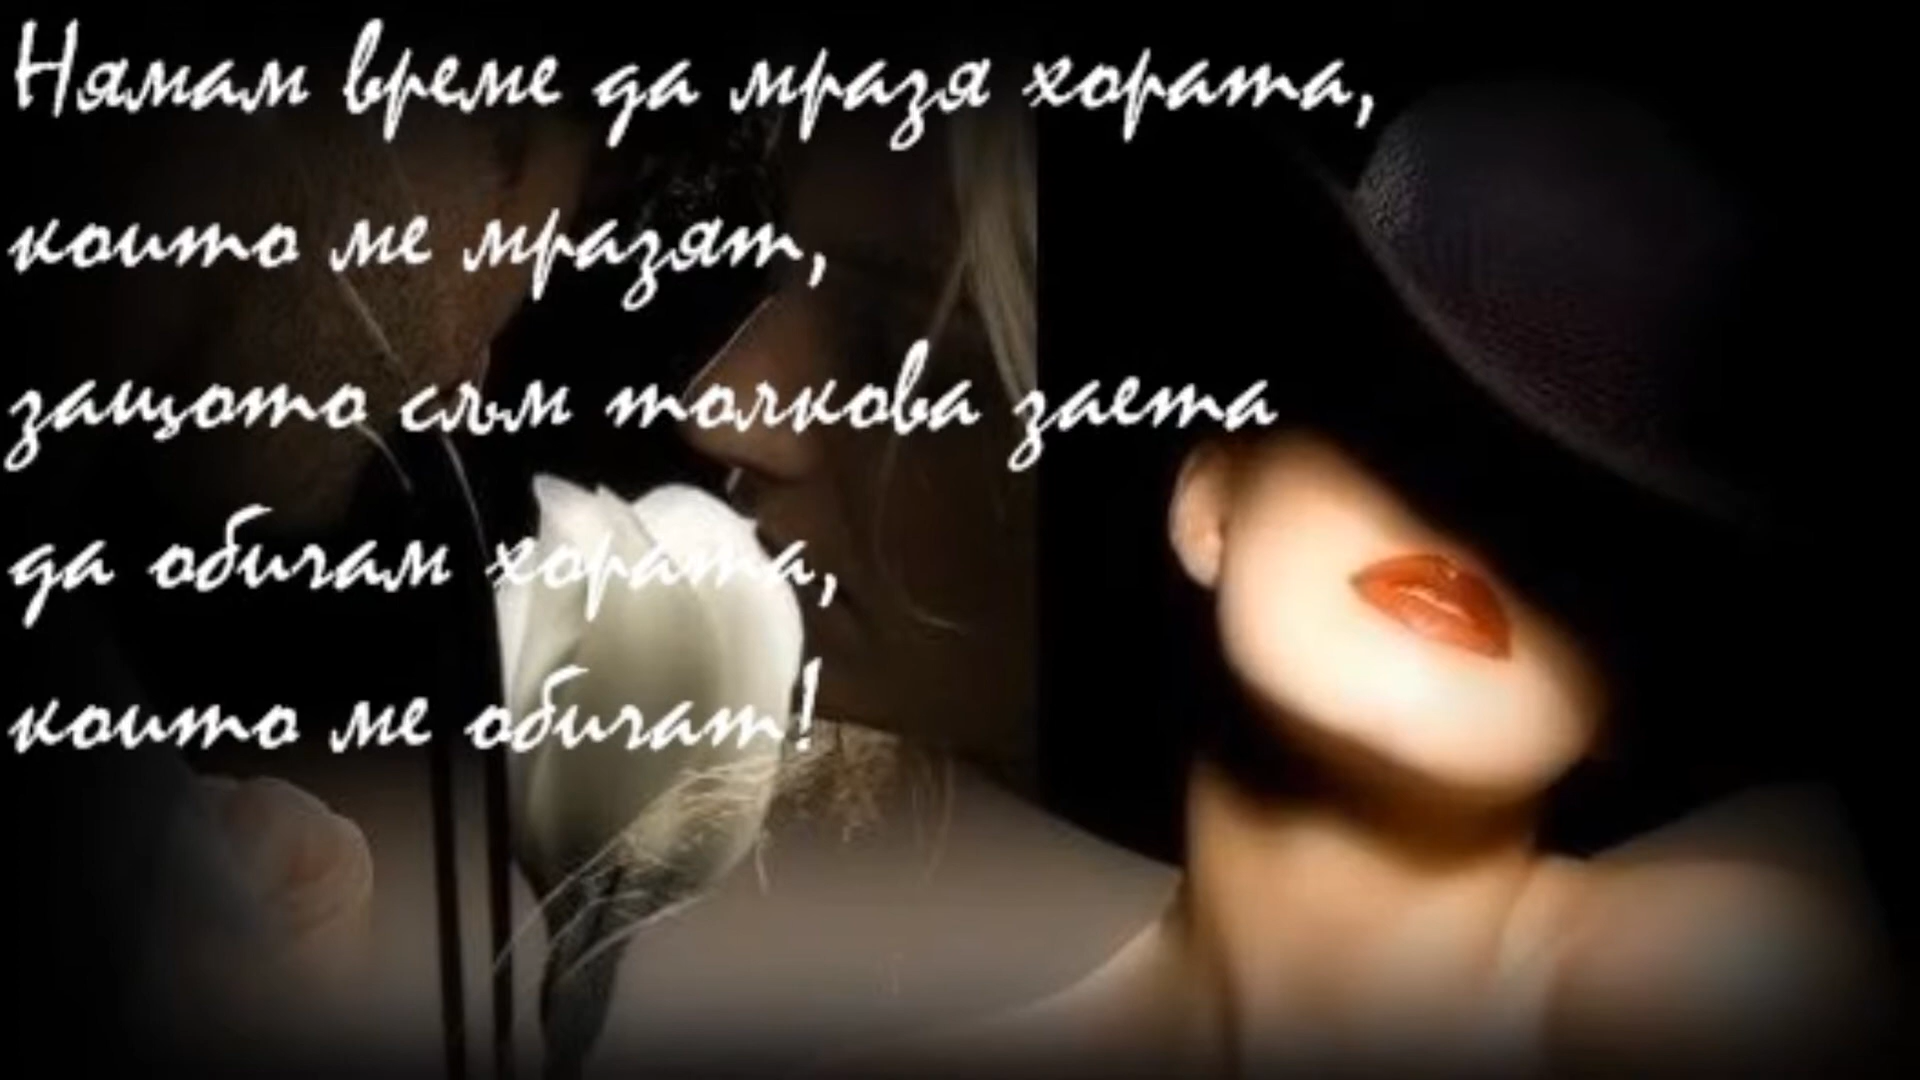 Нямам време да мразя хората,
които ме мразят,
защото съм толкова заета
да обичам хората,
които ме обичат!